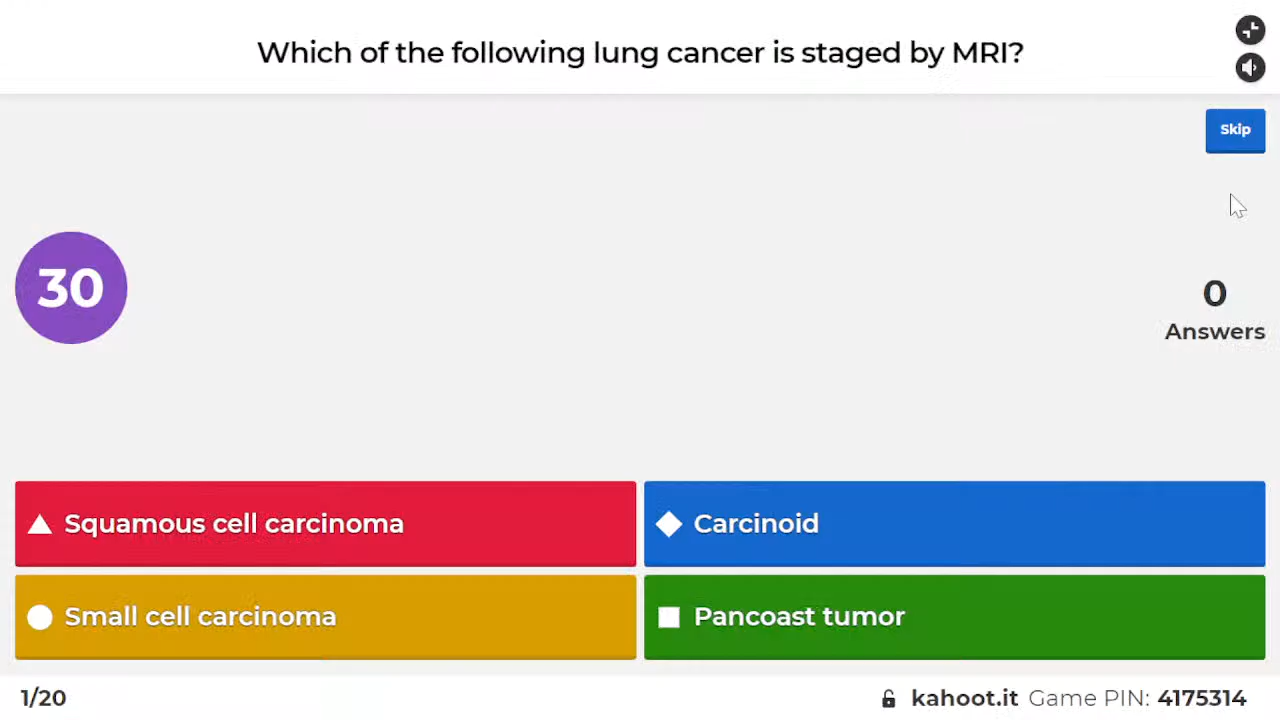 Which of the following lung cancer is staged by MRI?
Skip
30
0
Answers
Squamous cell carcinoma
Carcinoid
Small cell carcinoma
Pancoast tumor
1/20
kahoot.it Game PIN: 4175314